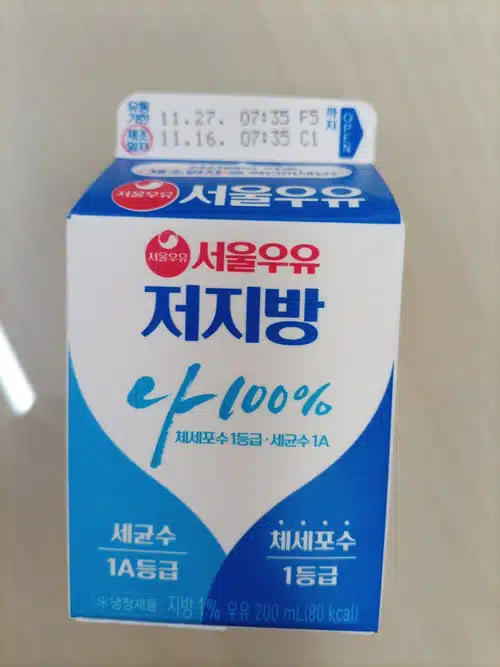 유통기한 11.27. 07:35 F5 까지
제조일자 11.16. 07:35 C1
OPEN
서울우유 서울우유
서울우유 서울우유
저지방
나100%
체세포수 1등급·세균수 1A
세균수
1A등급
체세포수
1등급
냉장제품 지방 1% 우유 200 mL(80 kcal)